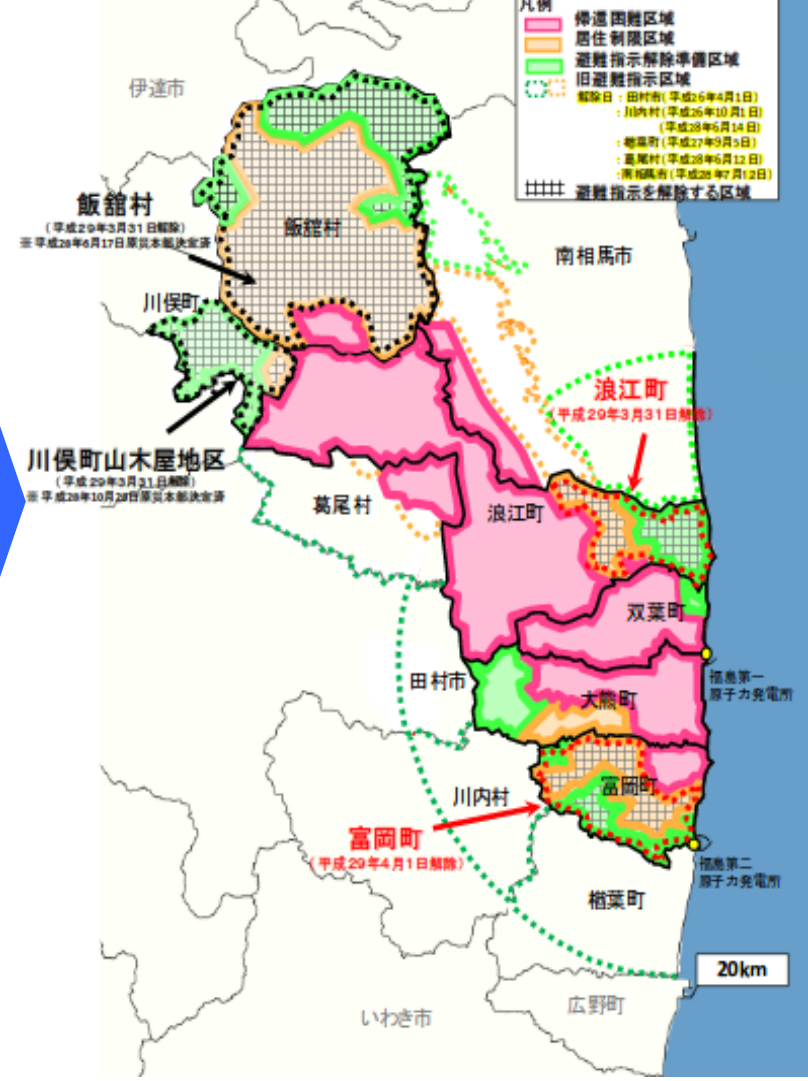 凡例
帰還困難区域
居住制限区域
避難指示解除準備区域
旧避難指示区域
解除日：田村市(平成26年4月1日)
：川内村(平成26年10月1日)
(平成28年6月14日)
：楢葉町(平成27年9月5日)
：葛尾村(平成28年6月12日)
：南相馬市(平成28年7月12日)
避難指示を解除する区域
伊達市
飯舘村
(平成29年3月31日解除)
※平成28年6月17日原災本部決定済
飯舘村
南相馬市
川俣町
浪江町
(平成29年3月31日解除)
川俣町山木屋地区
(平成29年3月31日解除)
※平成28年10月28日原災本部決定済
葛尾村
浪江町
双葉町
福島第一
原子力発電所
田村市
大熊町
川内村
富岡町
富岡町
(平成29年4月1日解除)
福島第二
原子力発電所
楢葉町
20km
広野町
いわき市